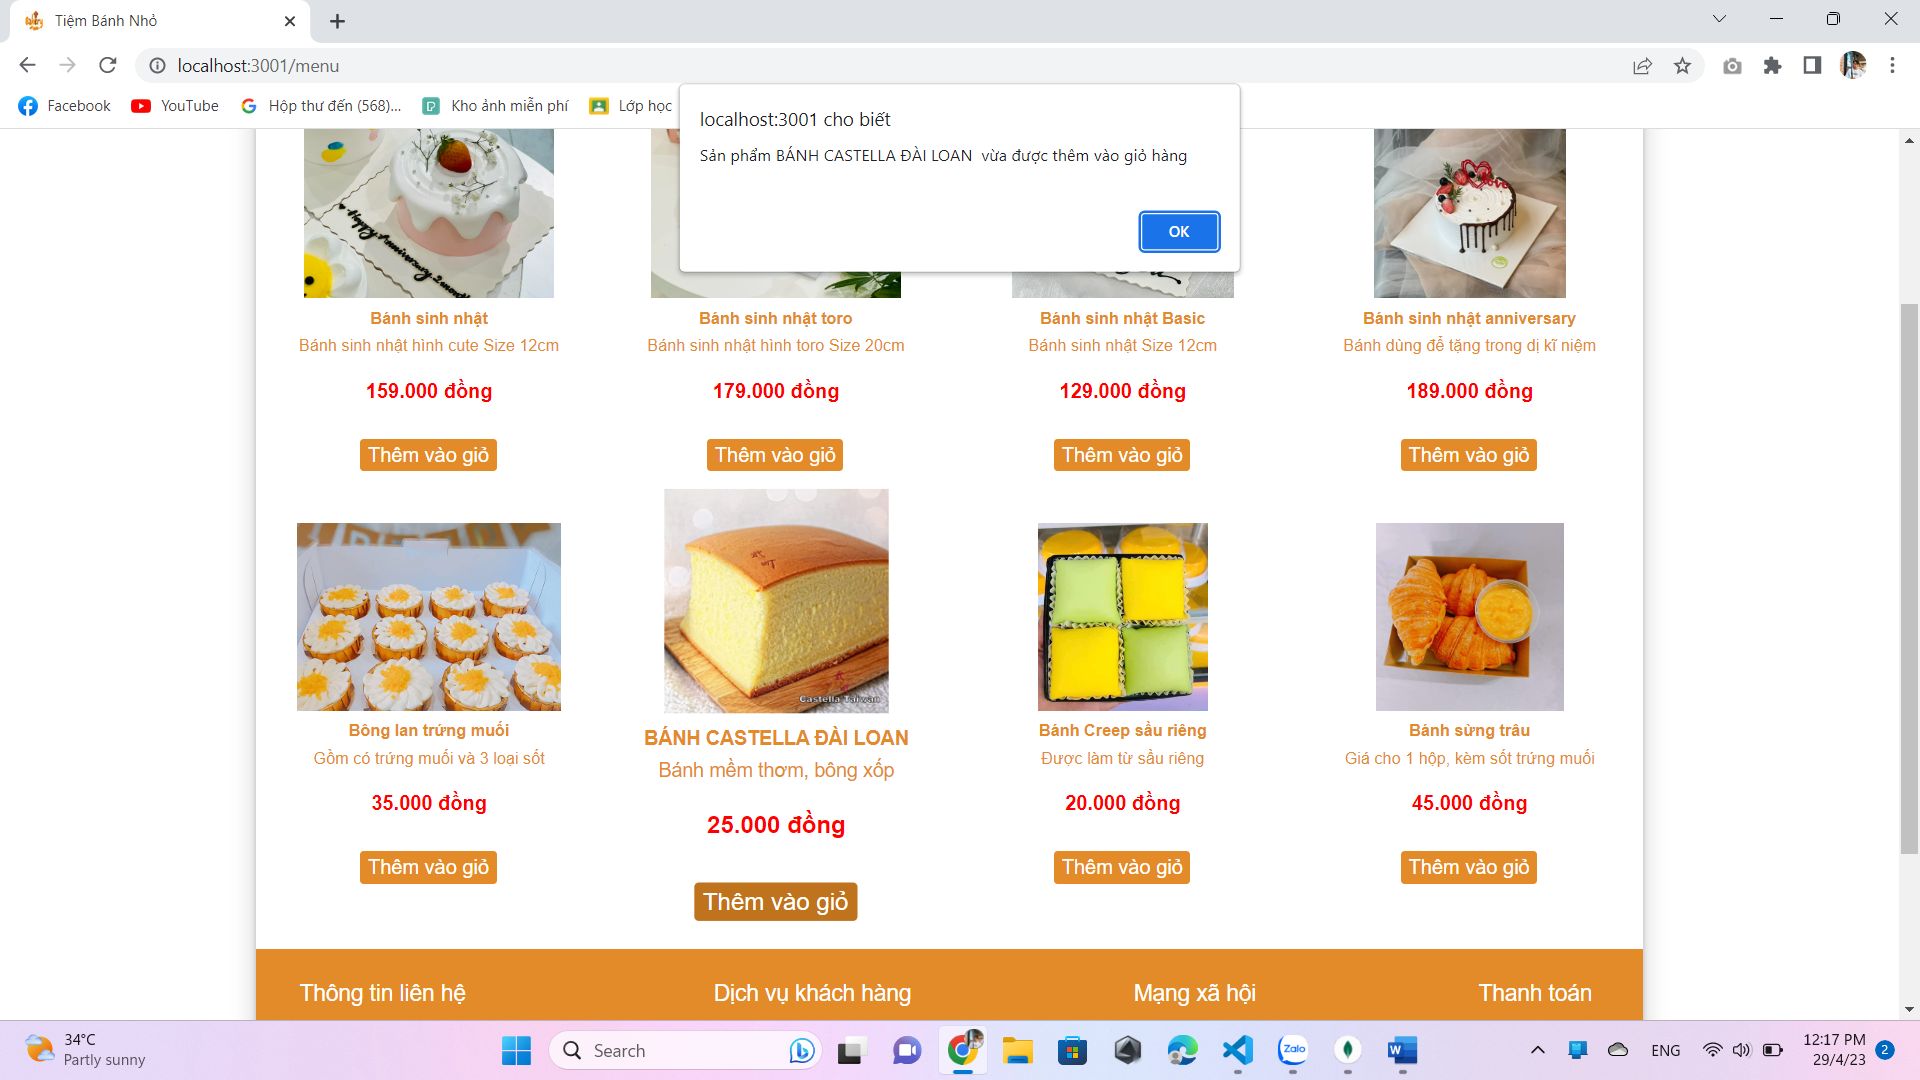 Tiệm Bánh Nhỏ
localhost:3001/menu
Facebook
YouTube
Hộp thư đến (568)...
Kho ảnh miễn phí
Lớp học
localhost:3001 cho biết
Sản phẩm BÁNH CASTELLA ĐÀI LOAN vừa được thêm vào giỏ hàng
OK
Happy Anniversary 2 month
love
Bánh sinh nhật
Bánh sinh nhật toro
Bánh sinh nhật Basic
Bánh sinh nhật anniversary
Bánh sinh nhật hình cute Size 12cm
Bánh sinh nhật hình toro Size 20cm
Bánh sinh nhật Size 12cm
Bánh dùng để tặng trong dị kĩ niệm
159.000 đồng
179.000 đồng
129.000 đồng
189.000 đồng
Thêm vào giỏ
Thêm vào giỏ
Thêm vào giỏ
Thêm vào giỏ
Castella Taiwan
Bông lan trứng muối
BÁNH CASTELLA ĐÀI LOAN
Bánh Creep sầu riêng
Bánh sừng trâu
Gồm có trứng muối và 3 loại sốt
Bánh mềm thơm, bông xốp
Được làm từ sầu riêng
Giá cho 1 hộp, kèm sốt trứng muối
35.000 đồng
25.000 đồng
20.000 đồng
45.000 đồng
Thêm vào giỏ
Thêm vào giỏ
Thêm vào giỏ
Thêm vào giỏ
Thông tin liên hệ
Dịch vụ khách hàng
Mạng xã hội
Thanh toán
34°C
Partly sunny
Search
Zalo
ENG
12:17 PM
29/4/23
2